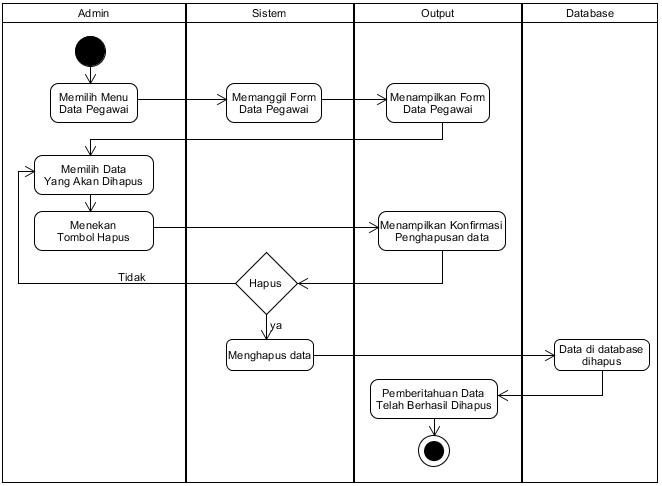 Admin
Sistem
Output
Database
Memilih Menu
Data Pegawai
Memanggil Form
Data Pegawai
Menampilkan Form
Data Pegawai
Memilih Data
Yang Akan Dihapus
Menekan
Tombol Hapus
Menampilkan Konfirmasi
Penghapusan data
Hapus
Tidak
ya
Menghapus data
Data di database
dihapus
Pemberitahuan Data
Telah Berhasil Dihapus